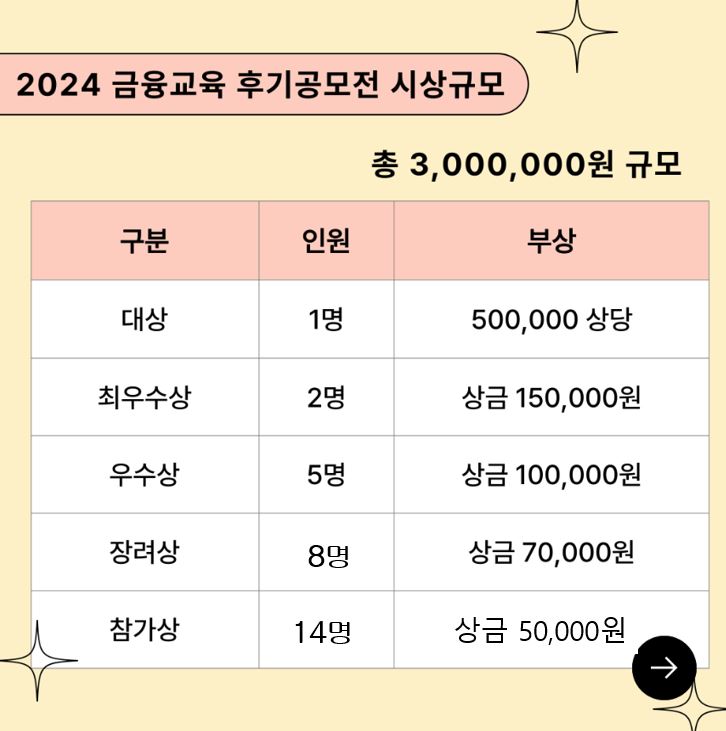 2024 금융교육 후기공모전 시상규모
총 3,000,000원 규모
구분 인원 부상
대상 1명 500,000 상당
최우수상 2명 상금 150,000원
우수상 5명 상금 100,000원
장려상 8명 상금 70,000원
참가상 14명 상금 50,000원